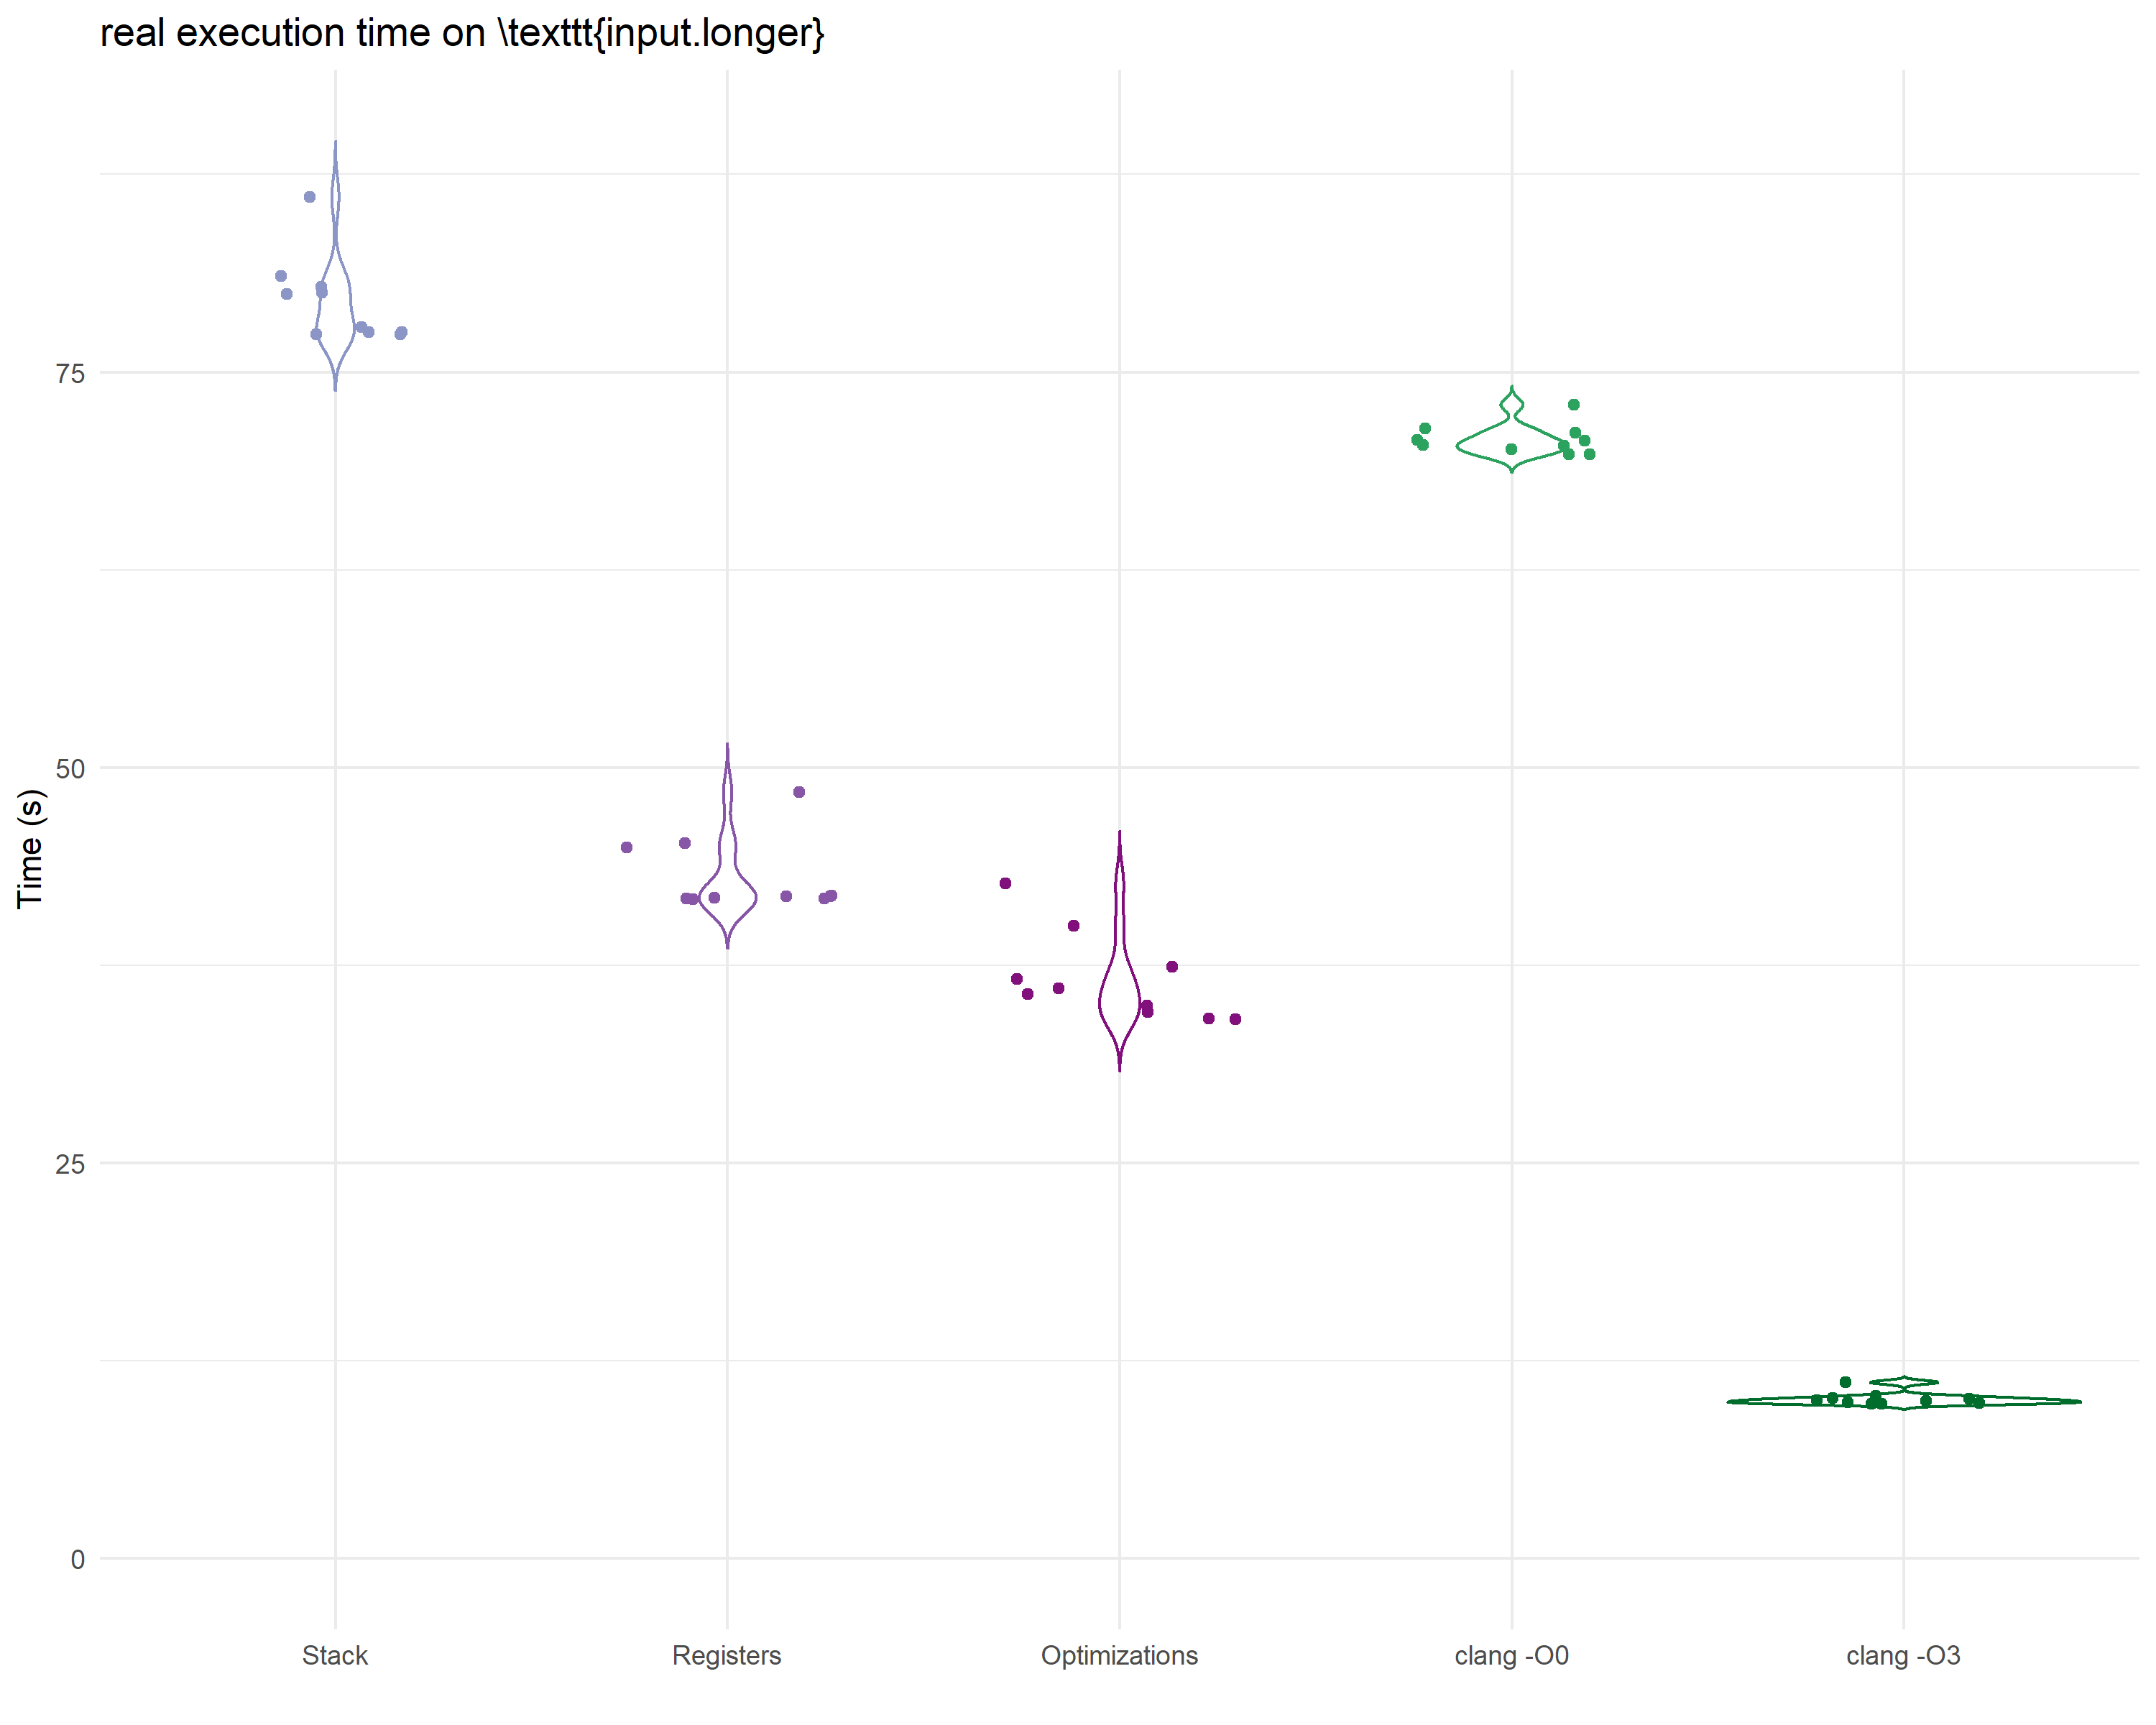 real execution time on \texttt{input.longer}
75
50
25
0
Time (s)
Stack
Registers
Optimizations
clang -O0
clang -O3